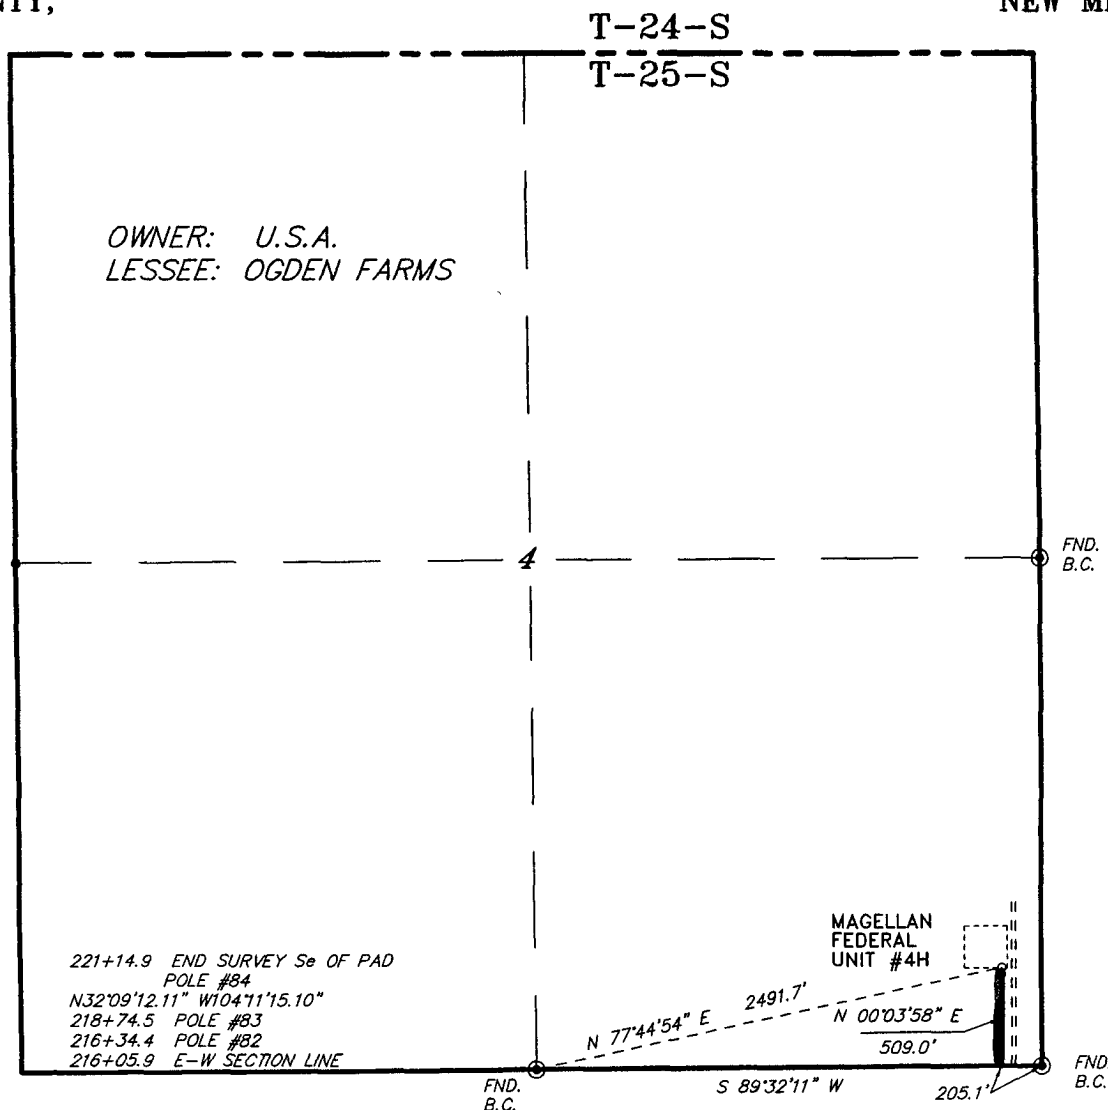 NTY,
NEW M
T-24-S
T-25-S
OWNER: U.S.A.
LESSEE: OGDEN FARMS
4
FND.
B.C.
MAGELLAN
FEDERAL
UNIT #4H
221+14.9 END SURVEY Se OF PAD
POLE #84
N32°09'12.11" W104°11'15.10"
218+74.5 POLE #83
216+34.4 POLE #82
216+05.9 E-W SECTION LINE
N 77°44'54" E 2491.7'
N 00°03'58" E
509.0'
FND.
B.C.
S 89°32'11" W
205.1'
FND.
B.C.